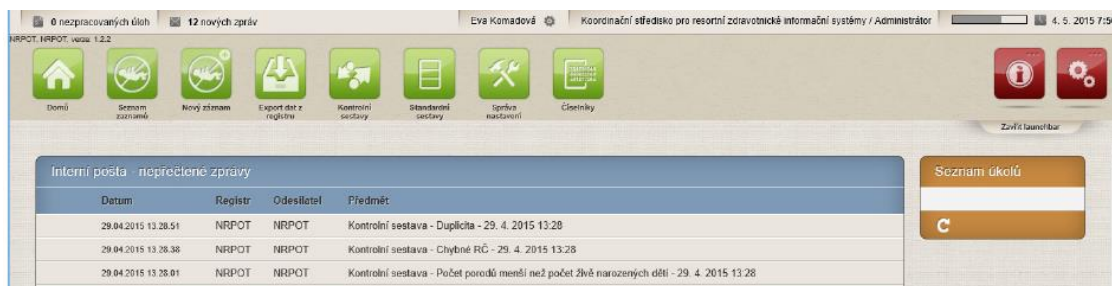 0 nezpracovaných úloh 12 nových zpráv Eva Komadová Koordinační středisko pro resortní zdravotnické informační systémy / Administrátor 4. 5. 2015 7:5
NRPOT, NRPOT, verze 1.2.2
Domů Seznam záznamů Nový záznam Export dat z registru Kontrolní sestavy Standardní sestavy Správa nastavení Číselníky
Zavřít launchbar
Interní pošta - nepřečtené zprávy Seznam úkolů
Datum Registr Odesílatel Předmět
29.04.2015 13.28.51 NRPOT NRPOT Kontrolní sestava - Duplicita - 29. 4. 2015 13:28
29.04.2015 13.28.38 NRPOT NRPOT Kontrolní sestava - Chybné RČ - 29. 4. 2015 13:28
29.04.2015 13.28.01 NRPOT NRPOT Kontrolní sestava - Počet porodů menší než počet živě narozených dětí - 29. 4. 2015 13:28